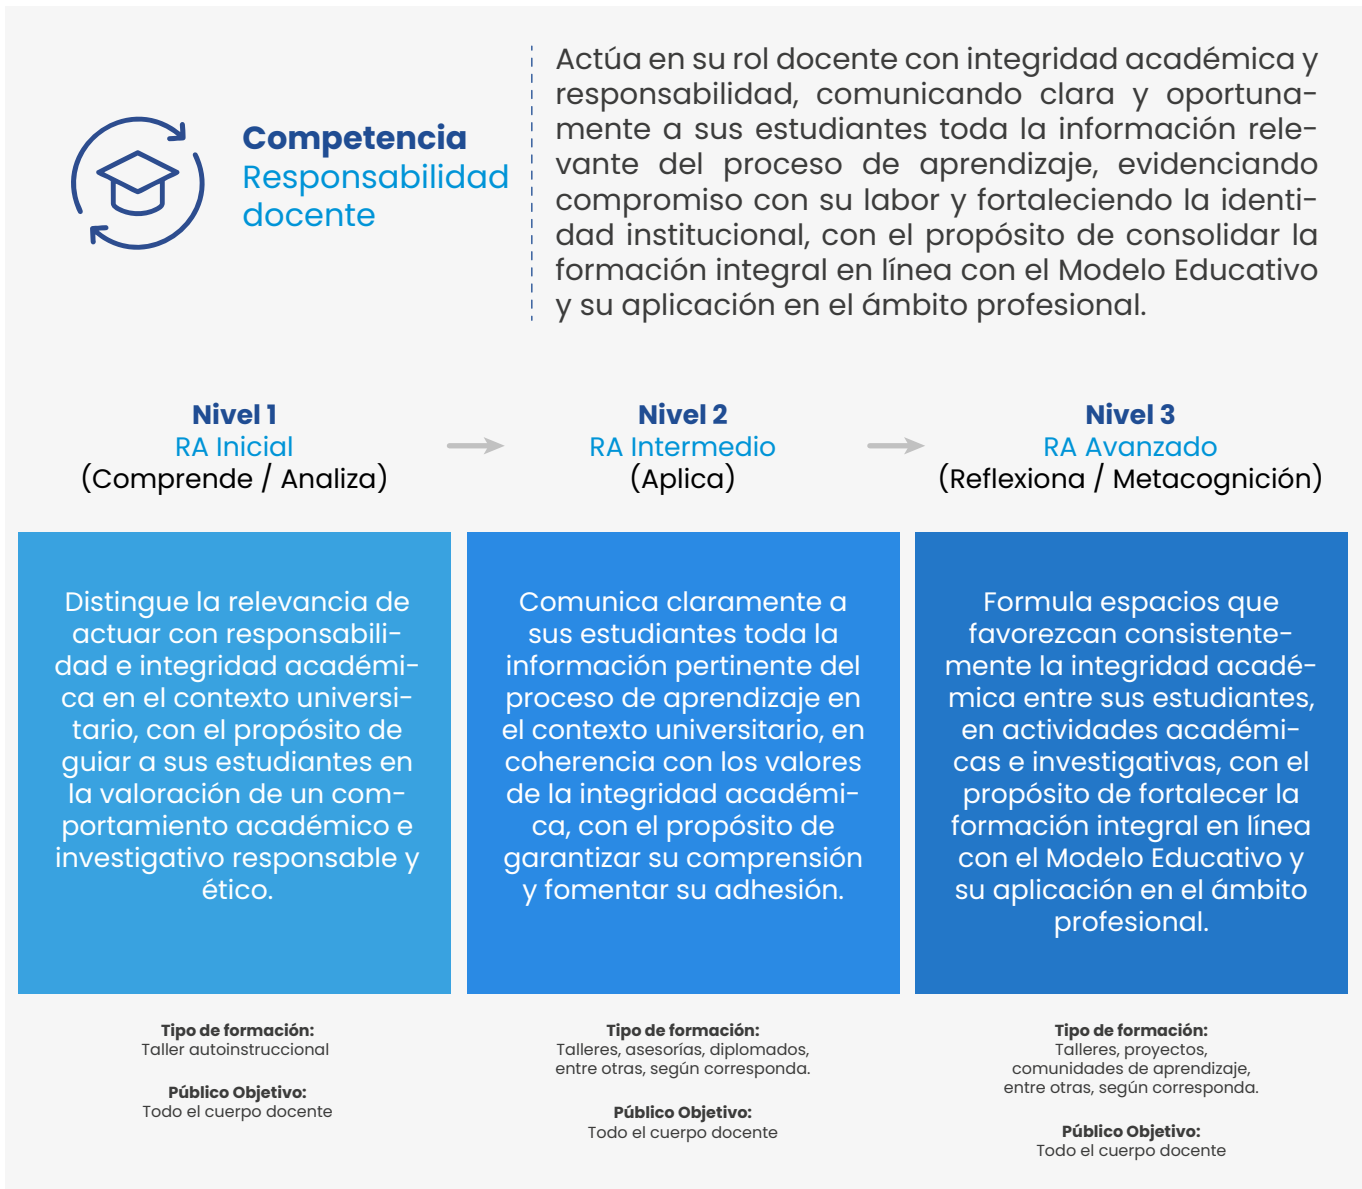 Competencia
Responsabilidad
docente
Actúa en su rol docente con integridad académica y
responsabilidad, comunicando clara y oportuna-
mente a sus estudiantes toda la información rele-
vante del proceso de aprendizaje, evidenciando
compromiso con su labor y fortaleciendo la identi-
dad institucional, con el propósito de consolidar la
formación integral en línea con el Modelo Educativo
y su aplicación en el ámbito profesional.
Nivel 1
RA Inicial
(Comprende / Analiza)
Nivel 2
RA Intermedio
(Aplica)
Nivel 3
RA Avanzado
(Reflexiona / Metacognición)
Distingue la relevancia de
actuar con responsabili-
dad e integridad académi-
ca en el contexto universi-
tario, con el propósito de
guiar a sus estudiantes en
la valoración de un com-
portamiento académico e
investigativo responsable y
ético.
Comunica claramente a
sus estudiantes toda la
información pertinente del
proceso de aprendizaje en
el contexto universitario, en
coherencia con los valores
de la integridad académi-
ca, con el propósito de
garantizar su comprensión
y fomentar su adhesión.
Formula espacios que
favorezcan consistente-
mente la integridad acadé-
mica entre sus estudiantes,
en actividades académi-
cas e investigativas, con el
propósito de fortalecer la
formación integral en línea
con el Modelo Educativo y
su aplicación en el ámbito
profesional.
Tipo de formación:
Taller autoinstruccional
Público Objetivo:
Todo el cuerpo docente
Tipo de formación:
Talleres, asesorías, diplomados,
entre otras, según corresponda.
Público Objetivo:
Todo el cuerpo docente
Tipo de formación:
Talleres, proyectos,
comunidades de aprendizaje,
entre otras, según corresponda.
Público Objetivo:
Todo el cuerpo docente